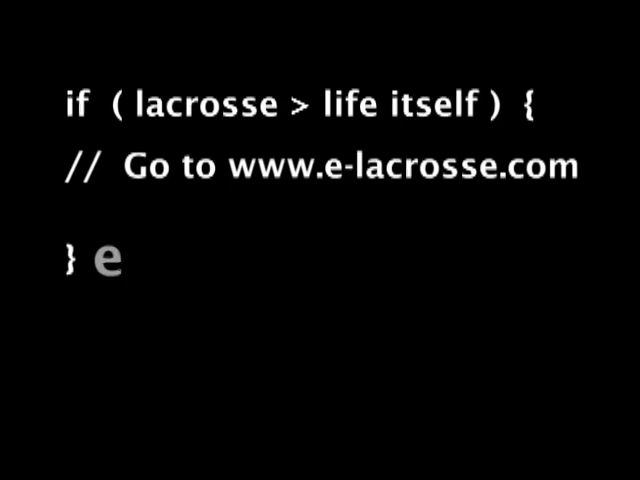 if ( lacrosse > life itself ) {
// Go to www.e-lacrosse.com
} e